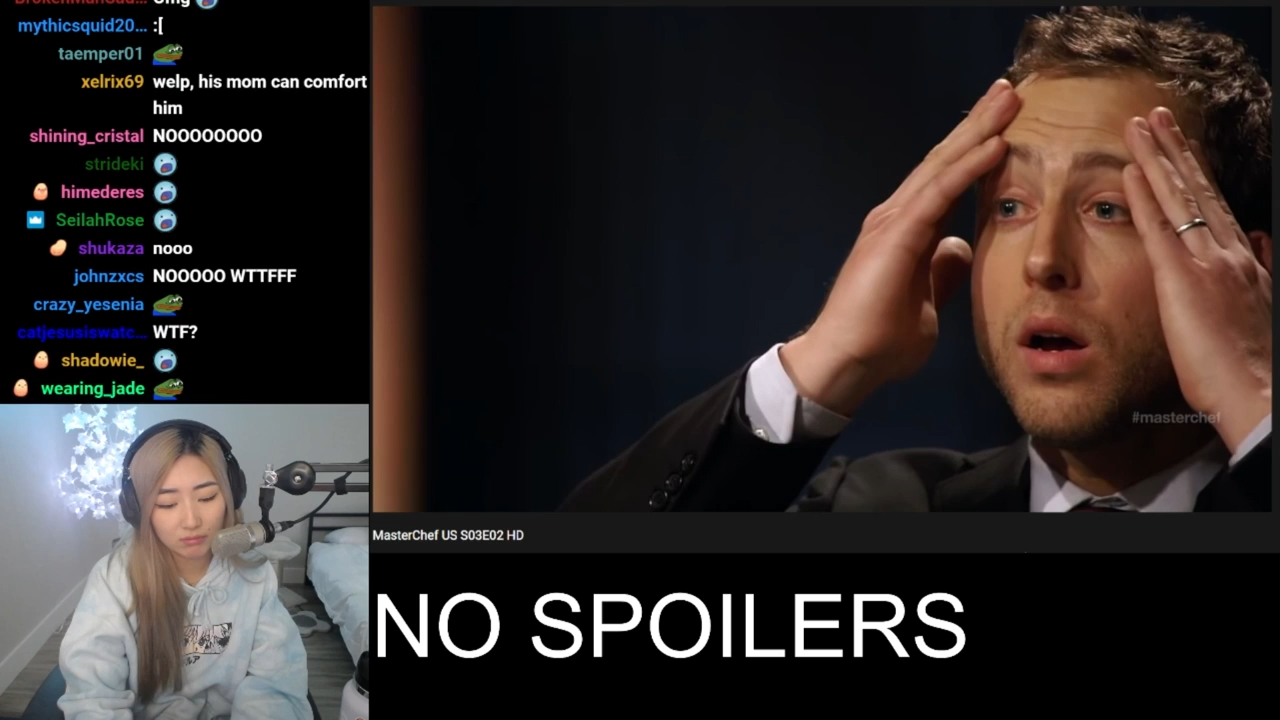 mythicsquid20... :[
taemper01
xelrix69 welp, his mom can comfort
him
shining_cristal NOOOOOOOO
strideki
himederes
SeilahRose
shukaza nooo
johnzxcs NOOOOO WTTFFF
crazy_yesenia
catjesusiswatc... WTF?
shadowie_
wearing_jade
#masterchef
MasterChef US S03E02 HD
NO SPOILERS